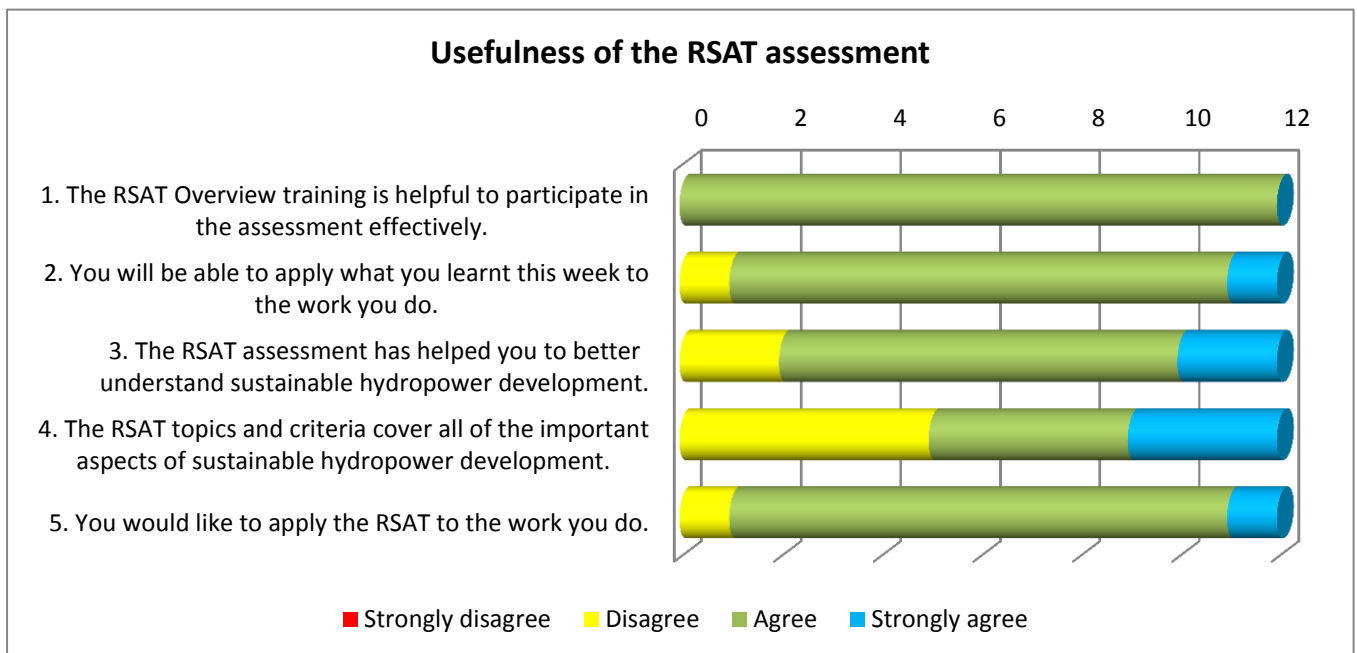 Usefulness of the RSAT assessment
0 2 4 6 8 10 12
1. The RSAT Overview training is helpful to participate in
the assessment effectively.
2. You will be able to apply what you learnt this week to
the work you do.
3. The RSAT assessment has helped you to better
understand sustainable hydropower development.
4. The RSAT topics and criteria cover all of the important
aspects of sustainable hydropower development.
5. You would like to apply the RSAT to the work you do.
Strongly disagree Disagree Agree Strongly agree